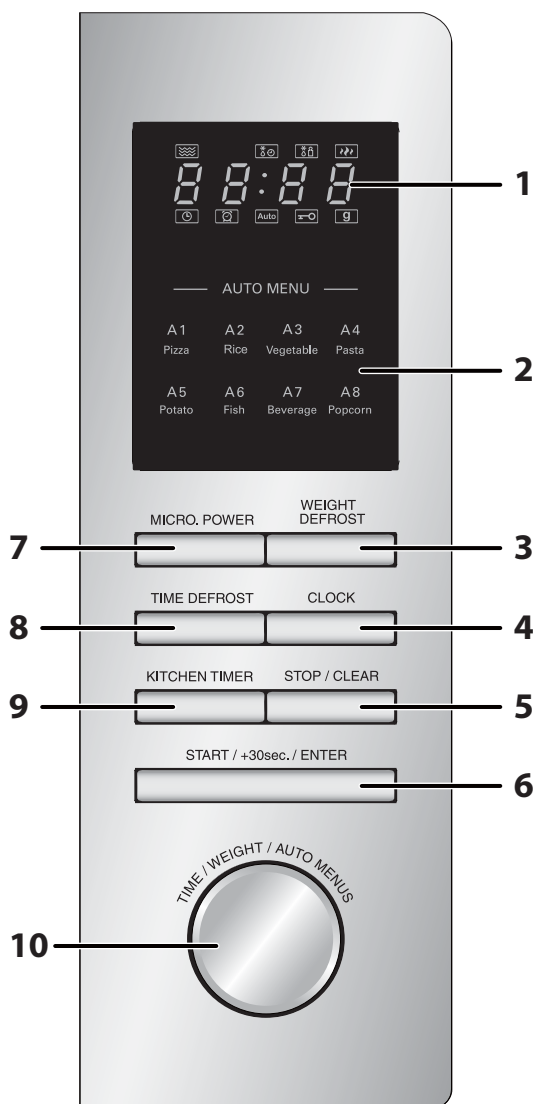 88:88
Auto g
1
AUTO MENU
A1 A2 A3 A4
Pizza Rice Vegetable Pasta
2
A5 A6 A7 A8
Potato Fish Beverage Popcorn
MICRO. POWER
WEIGHT
DEFROST
7 3
TIME DEFROST CLOCK
8 4
KITCHEN TIMER STOP / CLEAR
9 5
START / +30sec. / ENTER
6
TIME / WEIGHT / AUTO MENUS
10